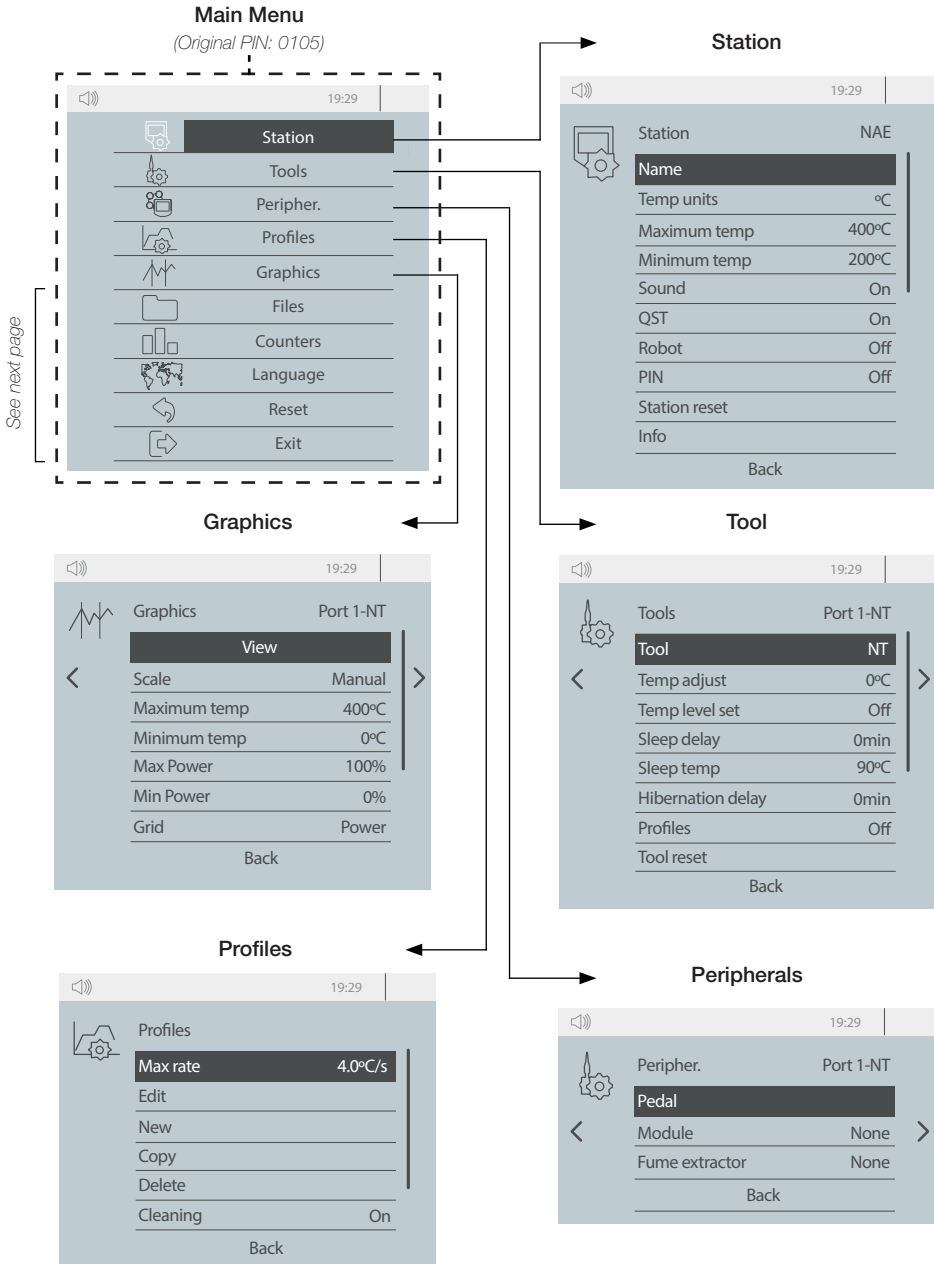 Main Menu
(Original PIN: 0105)
19:29
Station
Tools
Peripher.
Profiles
Graphics
Files
Counters
Language
Reset
Exit
See next page
Station
19:29
Station NAE
Name
Temp units ºC
Maximum temp 400ºC
Minimum temp 200ºC
Sound On
QST On
Robot Off
PIN Off
Station reset
Info
Back
Graphics
19:29
Graphics Port 1-NT
View
Scale Manual
Maximum temp 400ºC
Minimum temp 0ºC
Max Power 100%
Min Power 0%
Grid Power
Back
Tool
19:29
Tools Port 1-NT
Tool NT
Temp adjust 0ºC
Temp level set Off
Sleep delay 0min
Sleep temp 90ºC
Hibernation delay 0min
Profiles Off
Tool reset
Back
Profiles
19:29
Profiles
Max rate 4.0ºC/s
Edit
New
Copy
Delete
Cleaning On
Back
Peripherals
19:29
Peripher. Port 1-NT
Pedal
Module None
Fume extractor None
Back